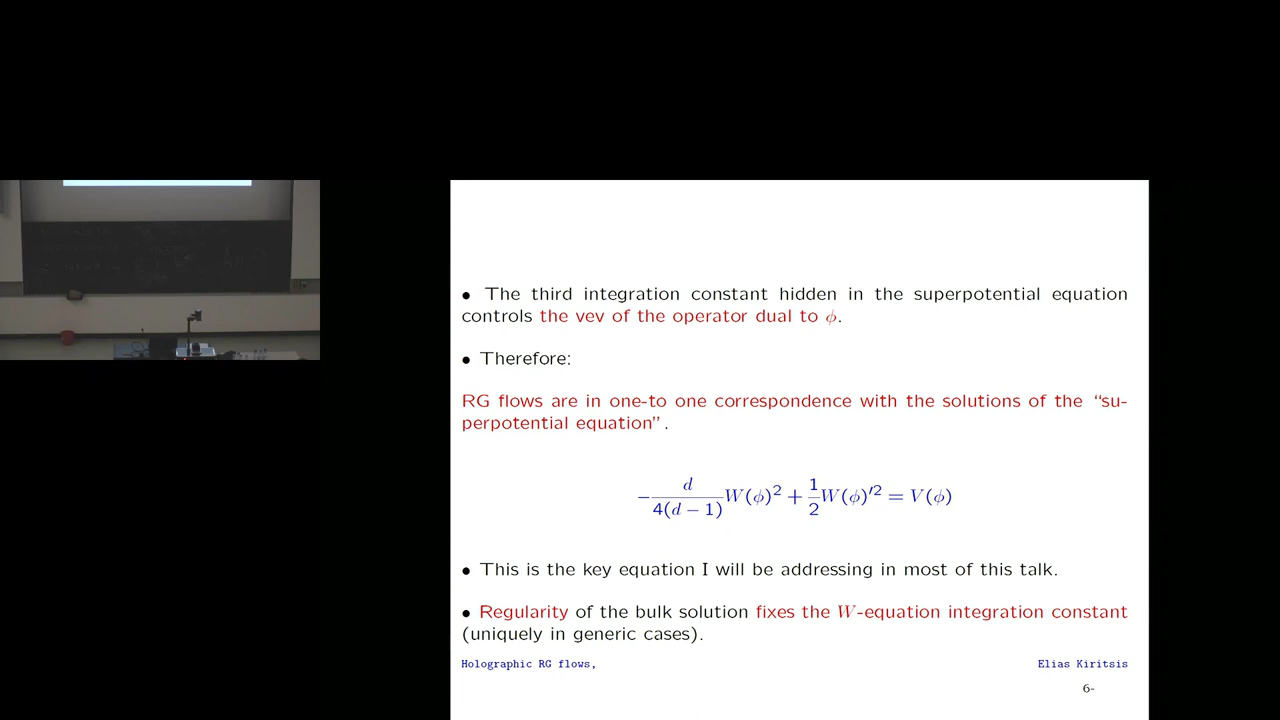 • The third integration constant hidden in the superpotential equation
controls the vev of the operator dual to ϕ.
• Therefore:
RG flows are in one-to one correspondence with the solutions of the “su-
perpotential equation”.
−\frac{d}{4(d−1)}W(ϕ)² + \frac{1}{2}W(ϕ)′² = V(ϕ)
• This is the key equation I will be addressing in most of this talk.
• Regularity of the bulk solution fixes the W-equation integration constant
(uniquely in generic cases).
Holographic RG flows, Elias Kiritsis
6-